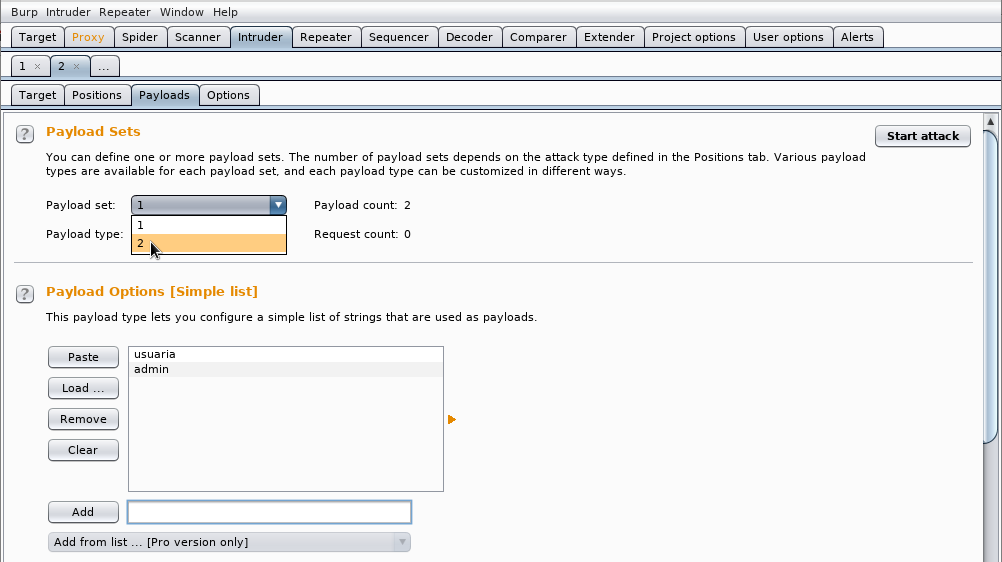 Burp Intruder Repeater Window Help
Target Proxy Spider Scanner Intruder Repeater Sequencer Decoder Comparer Extender Project options User options Alerts
1 × 2 × ...
Target Positions Payloads Options
? Payload Sets
Start attack
You can define one or more payload sets. The number of payload sets depends on the attack type defined in the Positions tab. Various payload
types are available for each payload set, and each payload type can be customized in different ways.
Payload set: 1 Payload count: 2
1
Payload type: Request count: 0
2
? Payload Options [Simple list]
This payload type lets you configure a simple list of strings that are used as payloads.
Paste
usuaria
admin
Load ...
Remove
Clear
Add
Add from list ... [Pro version only]